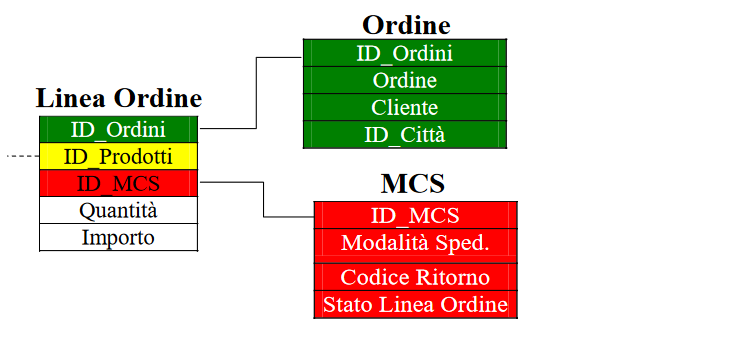 Ordine
ID_Ordini
Ordine
Cliente
ID_Città
Linea Ordine
ID_Ordini
ID_Prodotti
ID_MCS
Quantità
Importo
MCS
ID_MCS
Modalità Sped.
Codice Ritorno
Stato Linea Ordine